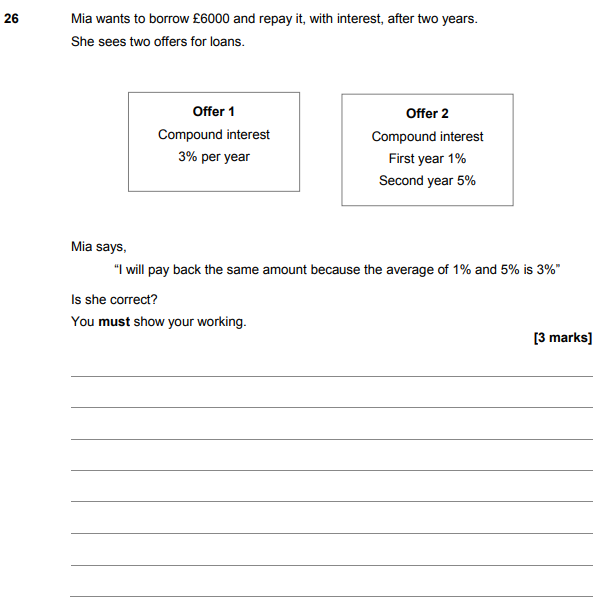 26 Mia wants to borrow £6000 and repay it, with interest, after two years.
She sees two offers for loans.
Offer 1
Compound interest
3% per year
Offer 2
Compound interest
First year 1%
Second year 5%
Mia says,
“I will pay back the same amount because the average of 1% and 5% is 3%”
Is she correct?
You must show your working.
[3 marks]